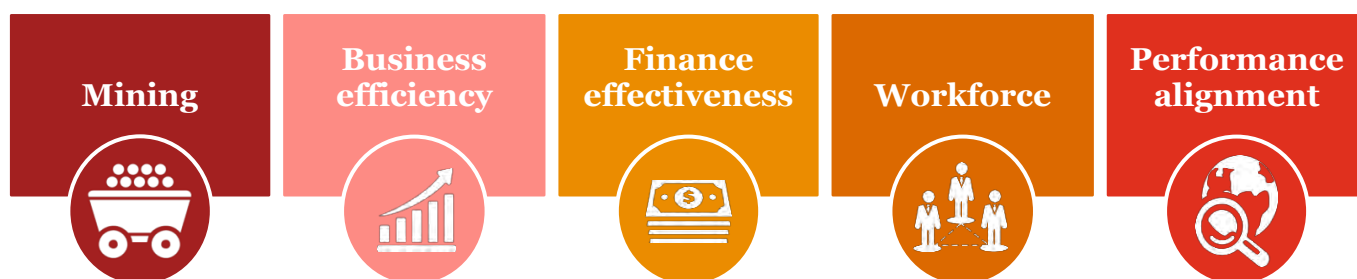 Mining
Business
efficiency
Finance
effectiveness
Workforce
Performance
alignment
$